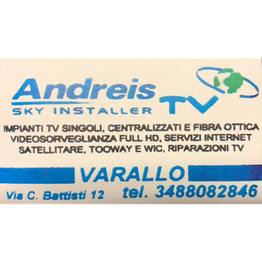 Andreis TV
SKY INSTALLER
IMPIANTI TV SINGOLI, CENTRALIZZATI E FIBRA OTTICA
VIDEOSORVEGLIANZA FULL HD, SERVIZI INTERNET
SATELLITARE, TOOWAY E WIC, RIPARAZIONI TV
VARALLO
Via C. Battisti 12 tel. 3488082846